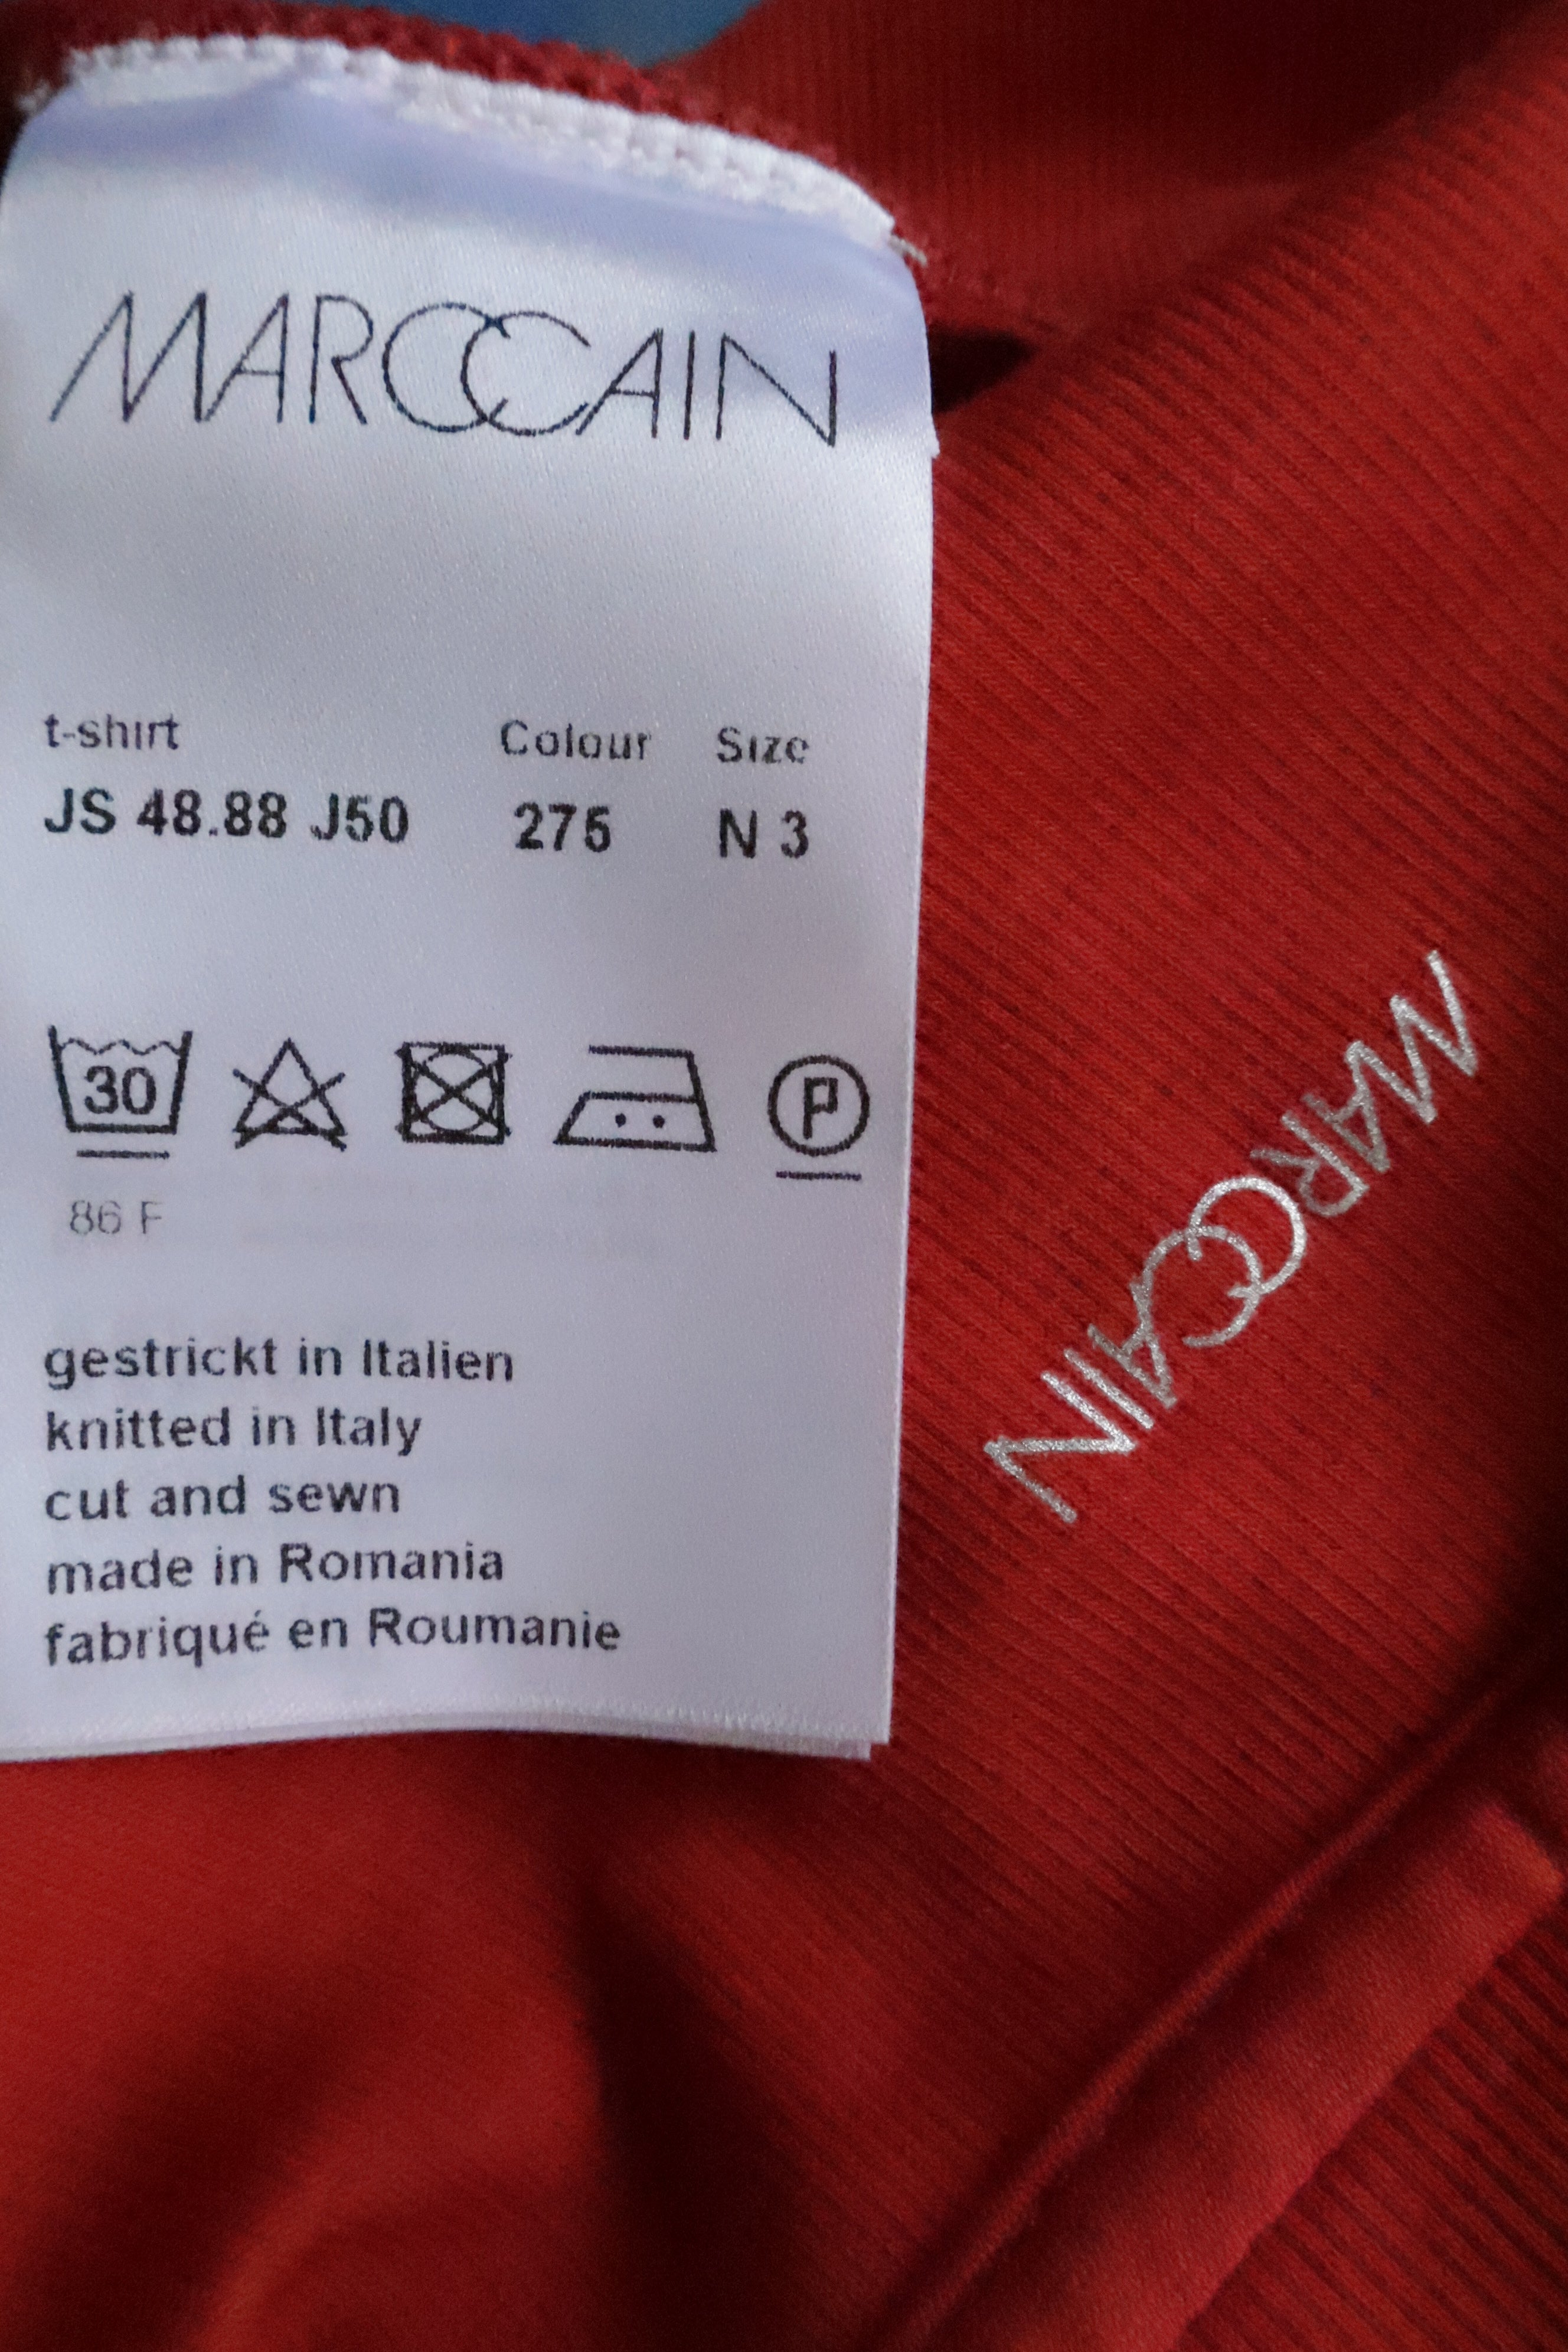 MARCCAIN
t-shirt Colour Size
JS 48.88 J50 275 N 3
30 P
86 F
gestrickt in Italien
knitted in Italy
cut and sewn
made in Romania
fabriqué en Roumanie
MARCCAIN